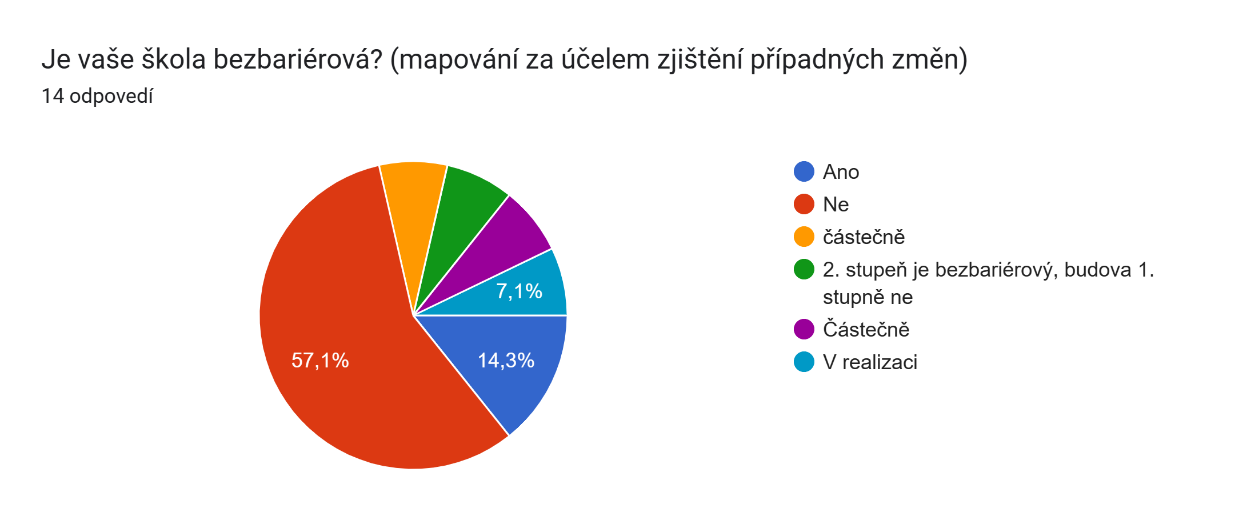 Je vaše škola bezbariérová? (mapování za účelem zjištění případných změn)
14 odpovedí
Ano
Ne
částečně
2. stupeň je bezbariérový, budova 1.
stupně ne
Částečně
V realizaci
7,1%
57,1%
14,3%